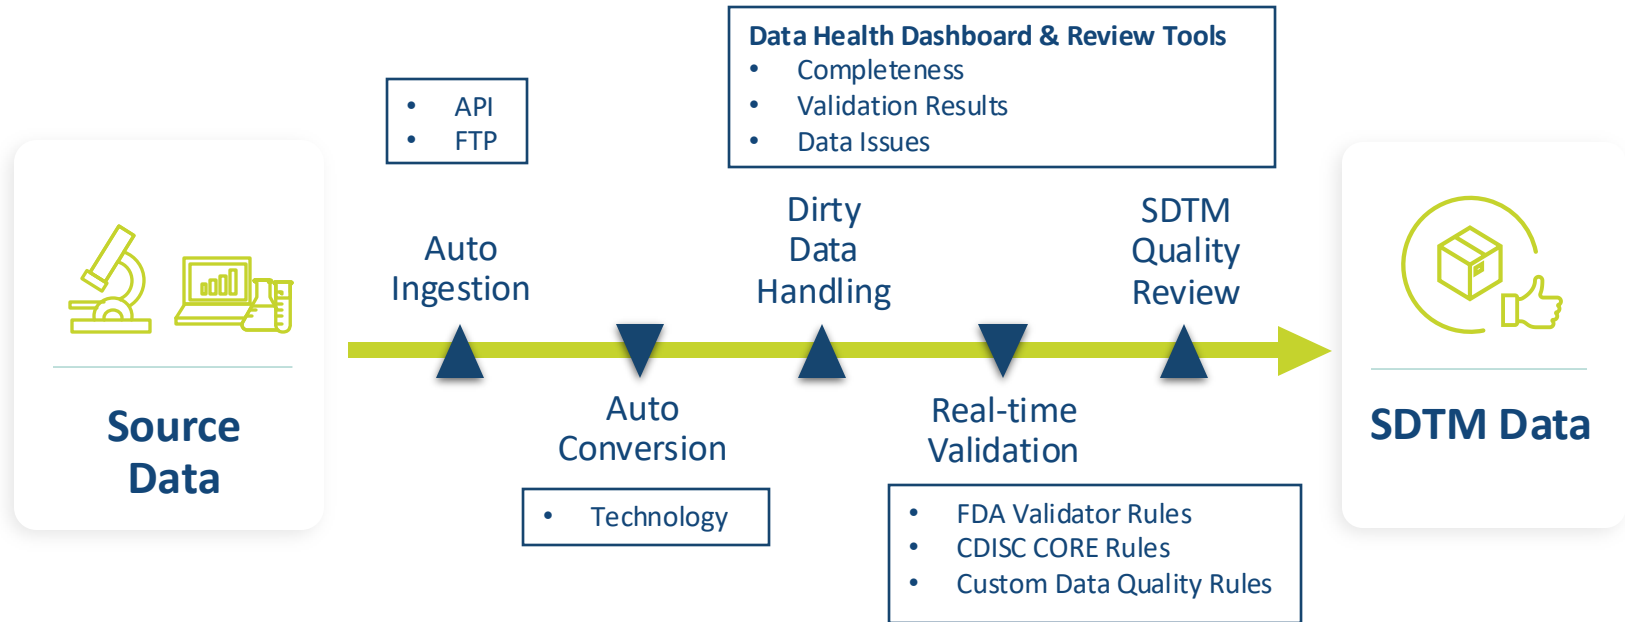 Source
Data
• API
• FTP
Auto
Ingestion
Auto
Conversion
• Technology
Data Health Dashboard & Review Tools
• Completeness
• Validation Results
• Data Issues
Dirty
Data
Handling
Real-time
Validation
• FDA Validator Rules
• CDISC CORE Rules
• Custom Data Quality Rules
SDTM
Quality
Review
SDTM Data